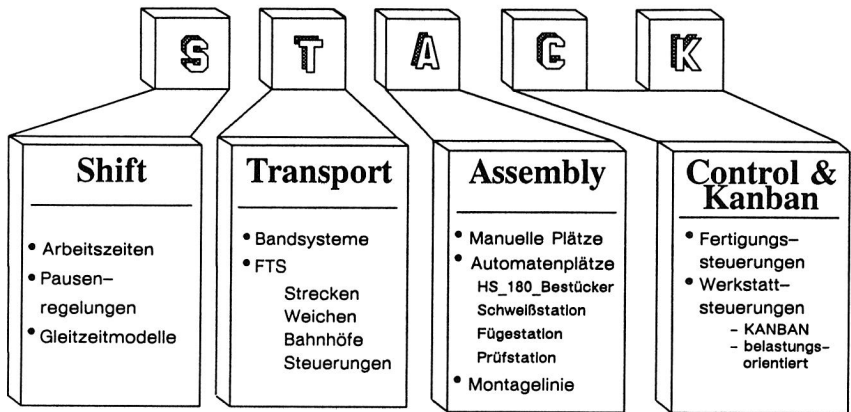 S T A C K
Shift
• Arbeitszeiten
• Pausen–
regelungen
• Gleitzeitmodelle
Transport
• Bandsysteme
• FTS
Strecken
Weichen
Bahnhöfe
Steuerungen
Assembly
• Manuelle Plätze
• Automatenplätze
HS_180_Bestücker
Schweißstation
Fügestation
Prüfstation
• Montagelinie
Control &
Kanban
• Fertigungs–
steuerungen
• Werkstatt–
steuerungen
– KANBAN
– belastungs–
orientiert